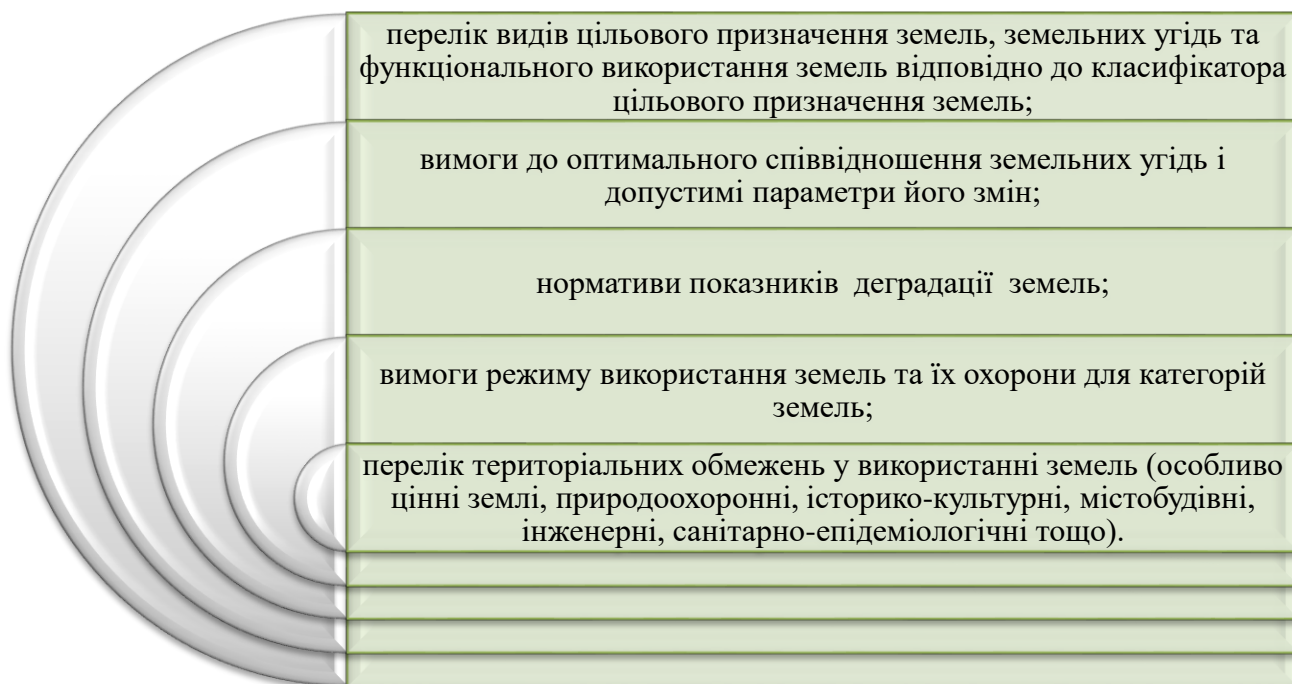 перелік видів цільового призначення земель, земельних угідь та
функціонального використання земель відповідно до класифікатора
цільового призначення земель;
вимоги до оптимального співвідношення земельних угідь і
допустимі параметри його змін;
нормативи показників  деградації  земель;
вимоги режиму використання земель та їх охорони для категорій
земель;
перелік територіальних обмежень у використанні земель (особливо
цінні землі, природоохоронні, історико-культурні, містобудівні,
інженерні, санітарно-епідеміологічні тощо).